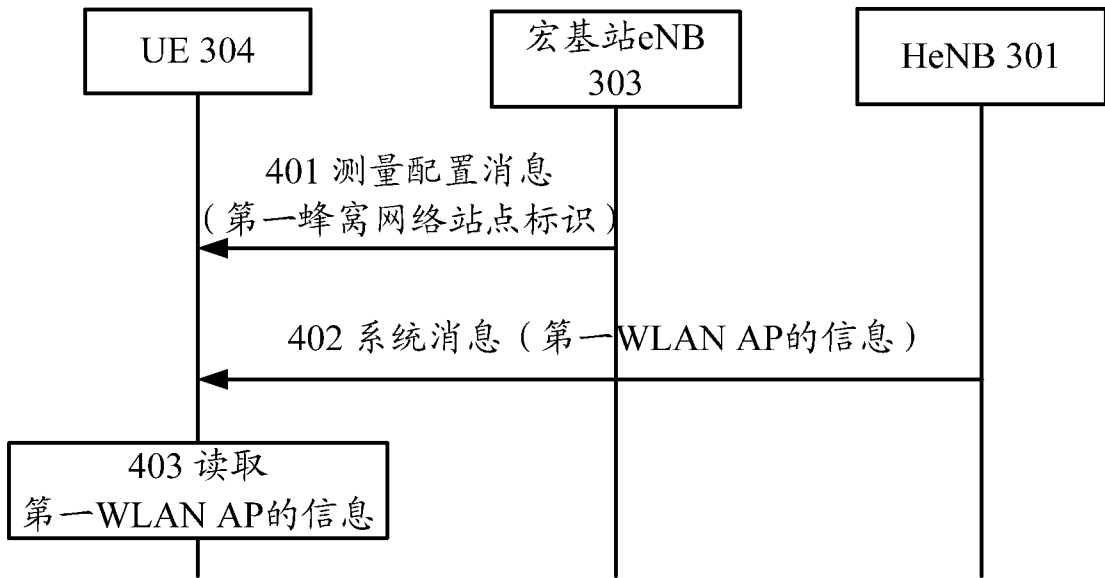 UE 304
宏基站eNB
303
HeNB 301
401 测量配置消息
（第一蜂窝网络站点标识）
402 系统消息（第一WLAN AP的信息）
403 读取
第一WLAN AP的信息